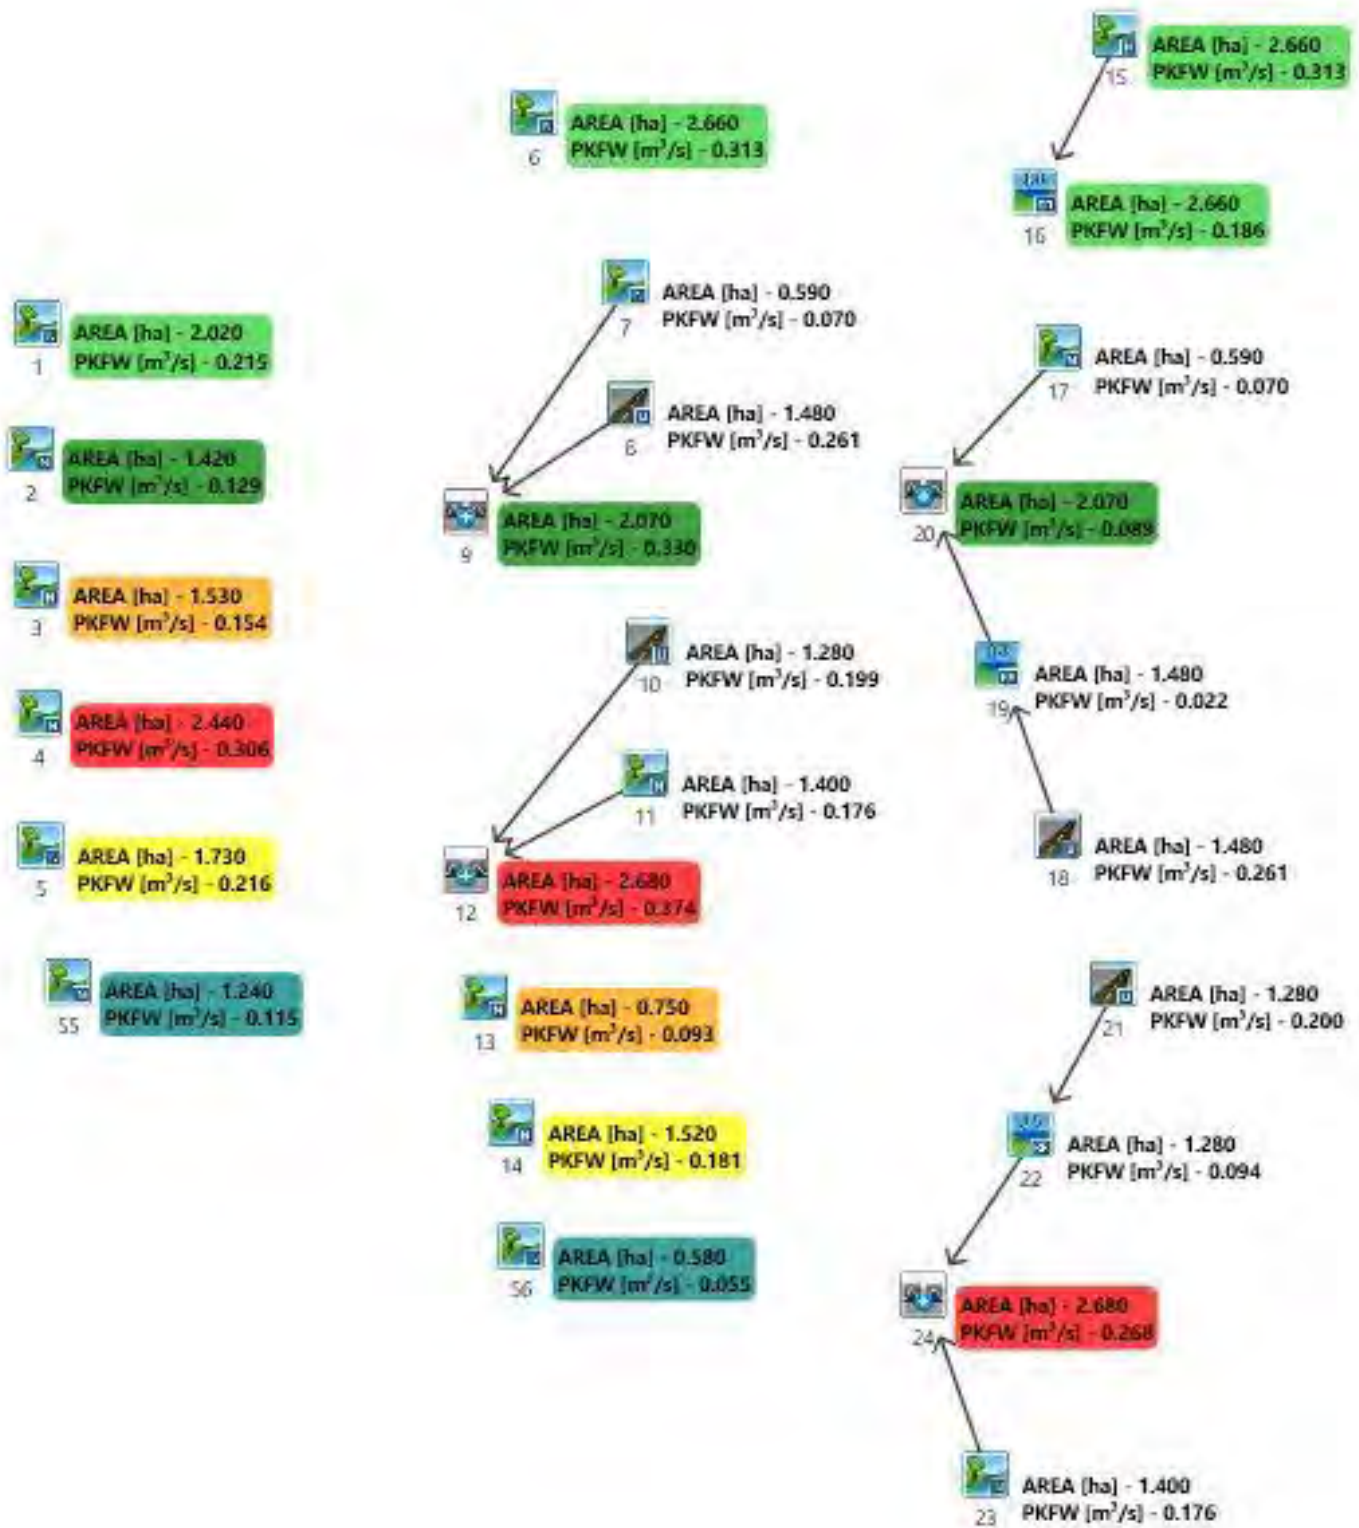 AREA [ha] - 2.020
PKFW [m³/s] - 0.215
1
AREA [ha] - 1.420
PKFW [m³/s] - 0.129
2
AREA [ha] - 1.530
PKFW [m³/s] - 0.154
3
AREA [ha] - 2.440
PKFW [m³/s] - 0.306
4
AREA [ha] - 1.730
PKFW [m³/s] - 0.216
5
AREA [ha] - 1.240
PKFW [m³/s] - 0.115
55
AREA [ha] - 2.660
PKFW [m³/s] - 0.313
6
AREA [ha] - 0.590
PKFW [m³/s] - 0.070
7
AREA [ha] - 1.480
PKFW [m³/s] - 0.261
AREA [ha] - 2.070
PKFW [m³/s] - 0.330
9
AREA [ha] - 1.280
PKFW [m³/s] - 0.199
10
AREA [ha] - 1.400
PKFW [m³/s] - 0.176
11
AREA [ha] - 2.680
PKFW [m³/s] - 0.374
12
AREA [ha] - 0.750
PKFW [m³/s] - 0.093
13
AREA [ha] - 1.520
PKFW [m³/s] - 0.181
14
AREA [ha] - 0.580
PKFW [m³/s] - 0.055
56
AREA [ha] - 2.660
PKFW [m³/s] - 0.313
15
AREA [ha] - 2.660
PKFW [m³/s] - 0.186
16
AREA [ha] - 0.590
PKFW [m³/s] - 0.070
17
AREA [ha] - 2.070
PKFW [m³/s] - 0.089
20
AREA [ha] - 1.480
PKFW [m³/s] - 0.022
19
AREA [ha] - 1.480
PKFW [m³/s] - 0.261
18
AREA [ha] - 1.280
PKFW [m³/s] - 0.200
21
AREA [ha] - 1.280
PKFW [m³/s] - 0.094
22
AREA [ha] - 2.680
PKFW [m³/s] - 0.268
24
AREA [ha] - 1.400
PKFW [m³/s] - 0.176
23